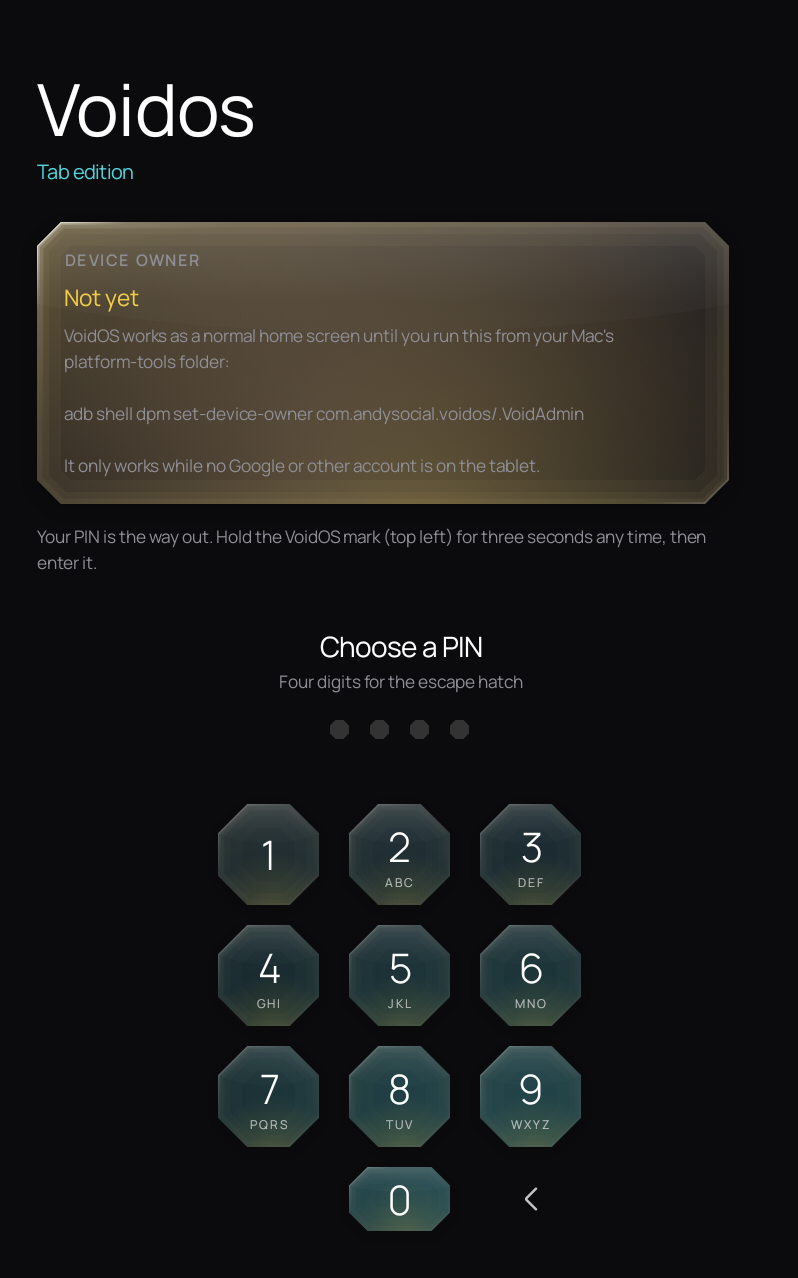 Voidos
Tab edition
DEVICE OWNER
Not yet
VoidOS works as a normal home screen until you run this from your Mac's
platform-tools folder:
adb shell dpm set-device-owner com.andysocial.voidos/.VoidAdmin
It only works while no Google or other account is on the tablet.
Your PIN is the way out. Hold the VoidOS mark (top left) for three seconds any time, then
enter it.
Choose a PIN
Four digits for the escape hatch
1 2 3
ABC DEF
4 5 6
GHI JKL MNO
7 8 9
PQRS TUV WXYZ
0